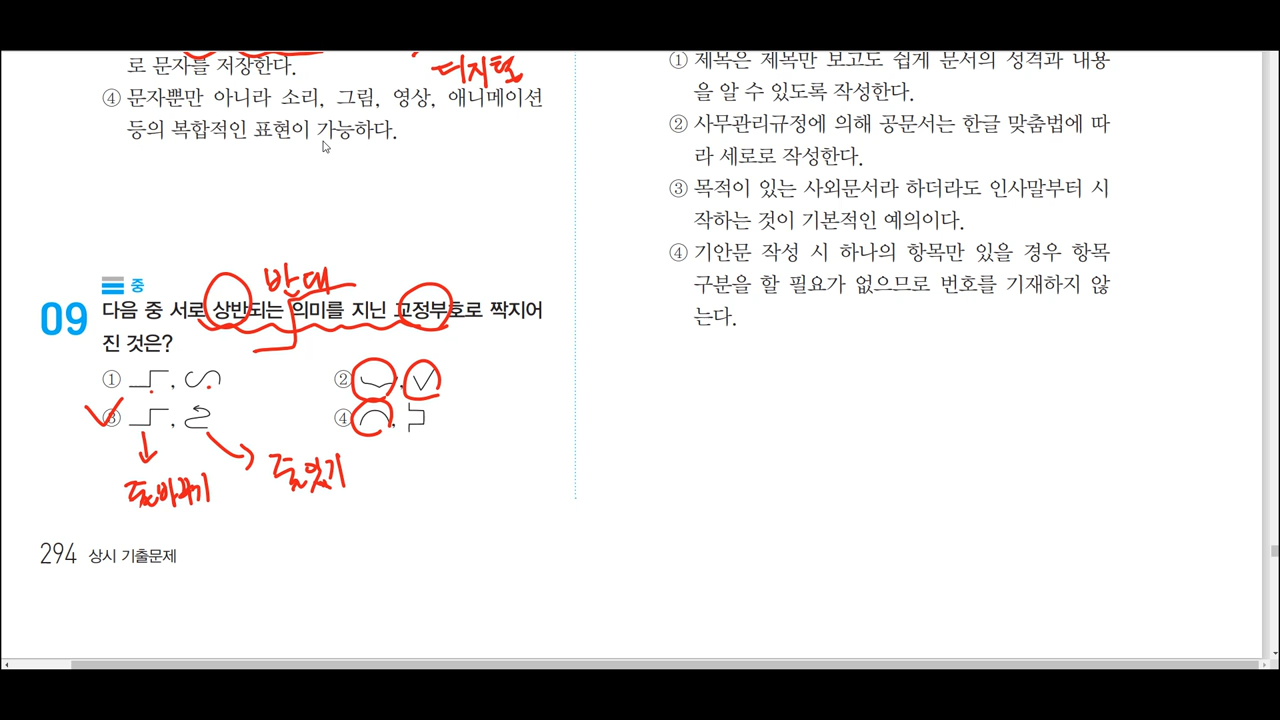 로 문자를 저장한다.
디지털
④ 문자뿐만 아니라 소리, 그림, 영상, 애니메이션
등의 복합적인 표현이 가능하다.
중
반대
09 다음 중 서로 상반되는 의미를 지닌 교정부호로 짝지어
진 것은?
① ,
② ,
③ ,
④ ,
줄바꾸기
줄잇기
294 상시 기출문제
① 제목은 제목만 보고도 쉽게 문서의 성격과 내용
을 알 수 있도록 작성한다.
② 사무관리규정에 의해 공문서는 한글 맞춤법에 따
라 세로로 작성한다.
③ 목적이 있는 사외문서라 하더라도 인사말부터 시
작하는 것이 기본적인 예의이다.
④ 기안문 작성 시 하나의 항목만 있을 경우 항목
구분을 할 필요가 없으므로 번호를 기재하지 않
는다.